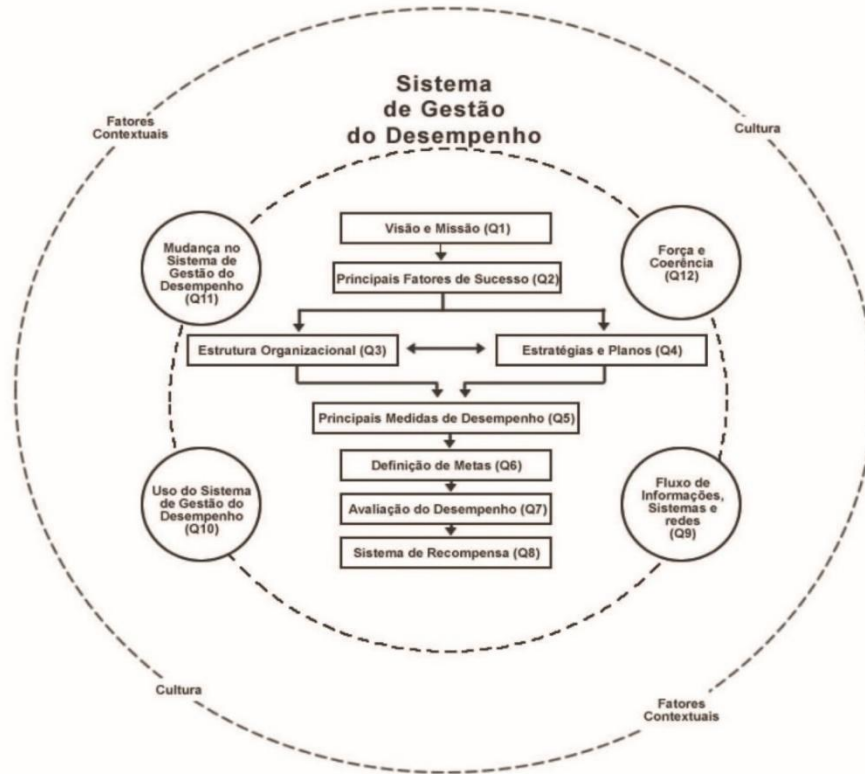 Sistema
de Gestão
do Desempenho
Fatores
Contextuais
Cultura
Mudança no
Sistema de
Gestão do
Desempenho
(Q11)
Visão e Missão (Q1)
Força e
Coerência
(Q12)
Principais Fatores de Sucesso (Q2)
Estrutura Organizacional (Q3)
Estratégias e Planos (Q4)
Principais Medidas de Desempenho (Q5)
Definição de Metas (Q6)
Uso do Sistema
de Gestão do
Desempenho
(Q10)
Avaliação do Desempenho (Q7)
Fluxo de
Informações,
Sistemas e
redes
(Q9)
Sistema de Recompensa (Q8)
Cultura
Fatores
Contextuais